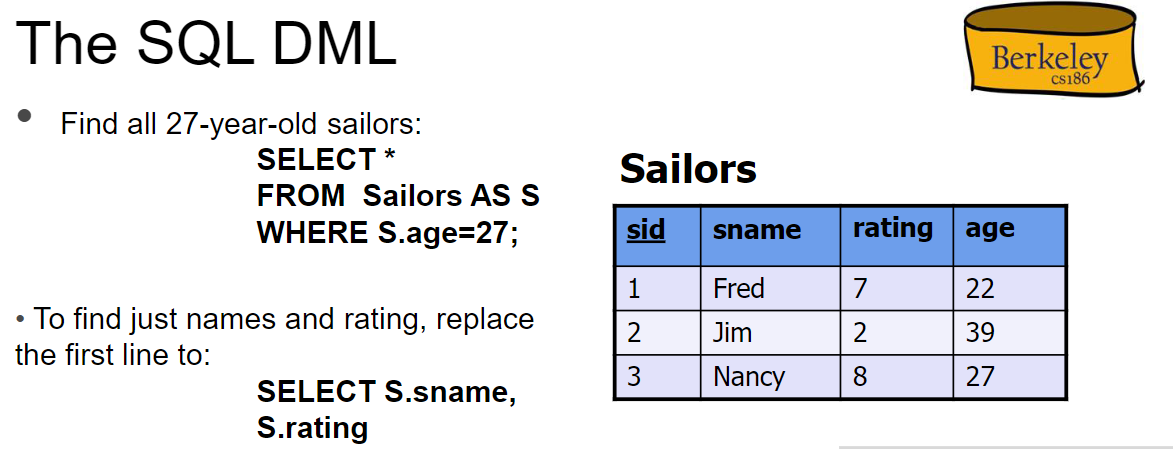 The SQL DML
Berkeley
cs186
• Find all 27-year-old sailors:
SELECT *
FROM Sailors AS S
WHERE S.age=27;
• To find just names and rating, replace
the first line to:
SELECT S.sname,
S.rating
Sailors
sid sname rating age
1 Fred 7 22
2 Jim 2 39
3 Nancy 8 27